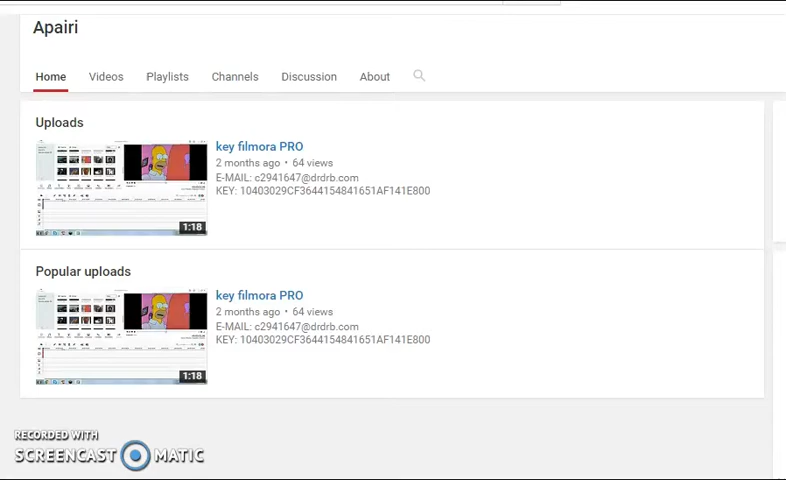 Apairi
Home Videos Playlists Channels Discussion About
Uploads
key filmora PRO
2 months ago • 64 views
E-MAIL: c2941647@drdrb.com
KEY: 10403029CF3644154841651AF141E800
1:18
Popular uploads
key filmora PRO
2 months ago • 64 views
E-MAIL: c2941647@drdrb.com
KEY: 10403029CF3644154841651AF141E800
1:18
RECORDED WITH
SCREENCAST MATIC